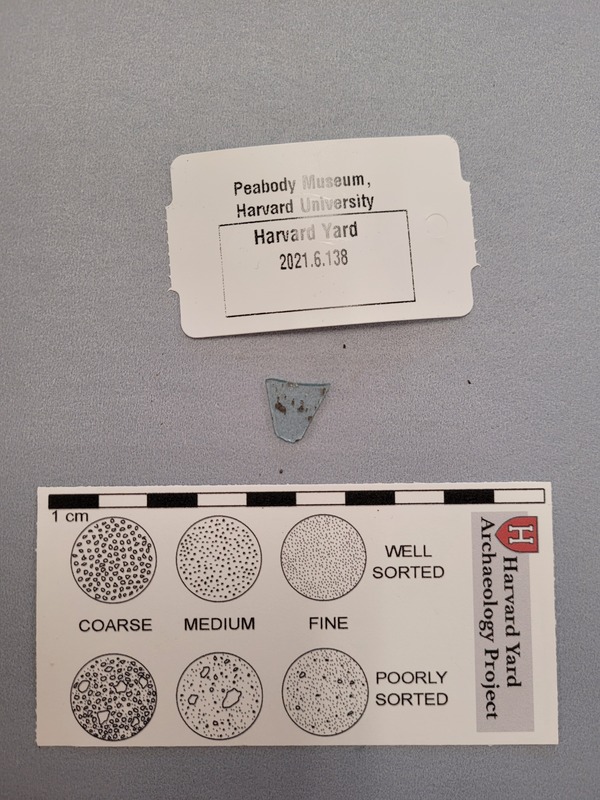 Peabody Museum,
Harvard University
Harvard Yard
2021.6.138
1 cm
WELL
SORTED
COARSE
MEDIUM
FINE
POORLY
SORTED
H
Harvard Yard
Archaeology Project